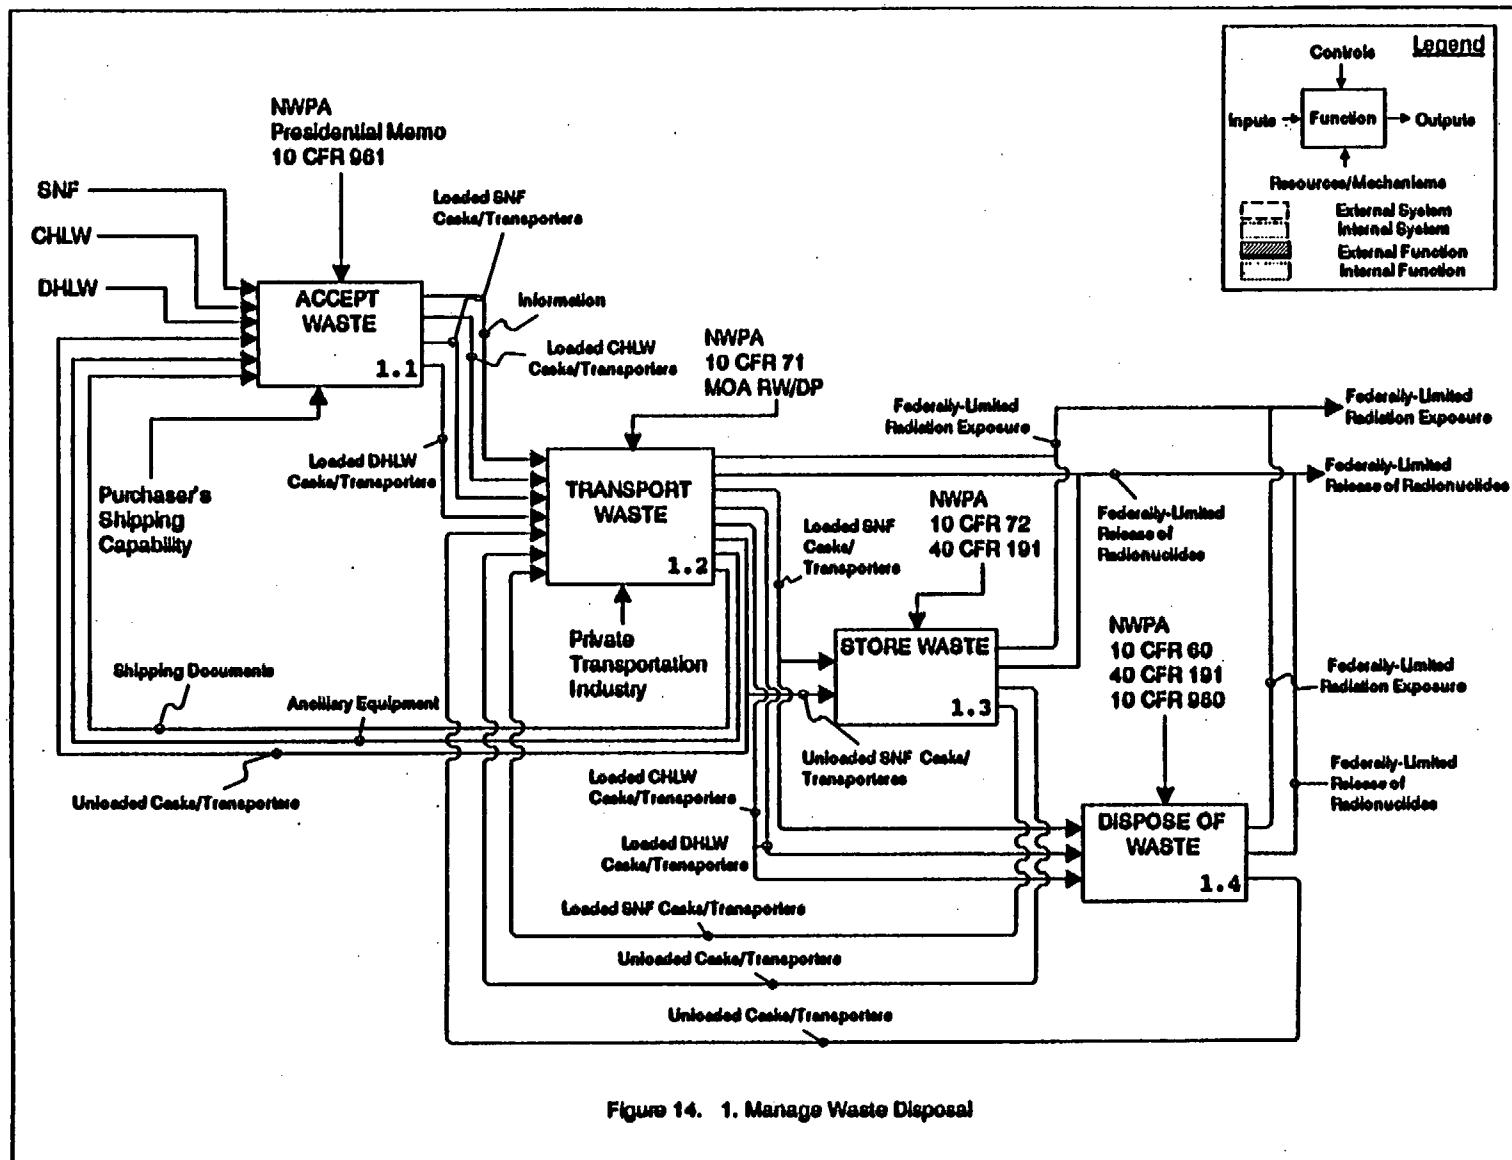 Legend
Controls
Inputs
Function
Outputs
Resources/Mechanisms
External System
Internal System
External Function
Internal Function
NWPA
Presidential Memo
10 CFR 961
SNF
CHLW
DHLW
Loaded SNF
Casks/Transporters
ACCEPT
WASTE
1.1
Information
Loaded CHLW
Casks/Transporters
NWPA
10 CFR 71
MOA RW/DP
Purchaser's
Shipping
Capability
Loaded DHLW
Casks/Transporters
TRANSPORT
WASTE
1.2
Federally-Limited
Radiation Exposure
Federally-Limited
Radiation Exposure
Federally-Limited
Release of Radionuclides
Federally-Limited
Release of
Radionuclides
Loaded SNF
Casks/
Transporters
NWPA
10 CFR 72
40 CFR 191
Private
Transportation
Industry
STORE WASTE
1.3
NWPA
10 CFR 60
40 CFR 191
10 CFR 960
Federally-Limited
Radiation Exposure
Shipping Documents
Ancillary Equipment
Unloaded Casks/Transporters
Unloaded SNF Casks/
Transporteres
Loaded CHLW
Casks/Transporters
Loaded DHLW
Casks/Transporters
Federally-Limited
Release of
Radionuclides
DISPOSE OF
WASTE
1.4
Loaded SNF Casks/Transporters
Unloaded Casks/Transporters
Unloaded Casks/Transporters
Figure 14. 1. Manage Waste Disposal